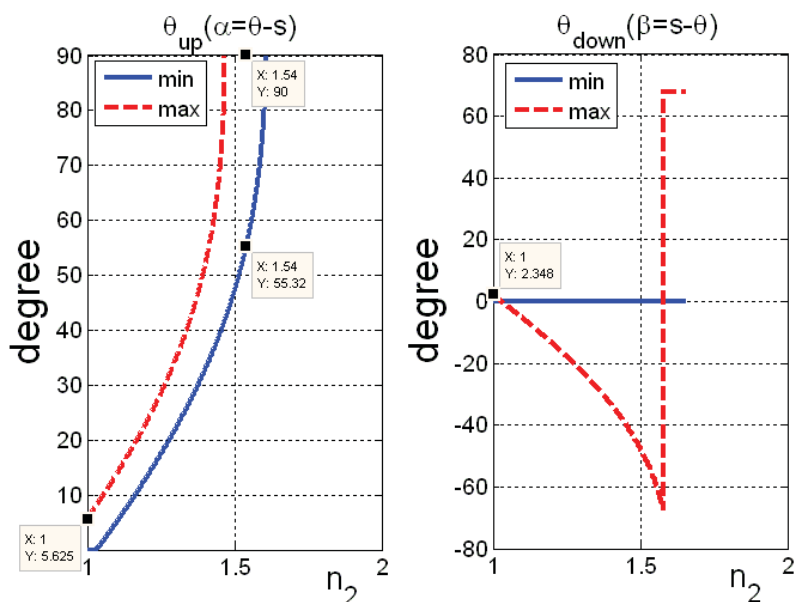 θup(α=θ-s)
90
80
70
60
50
40
30
20
10
degree
min
max
X: 1.54
Y: 90
X: 1.54
Y: 55.32
X: 1
Y: 5.625
1
1.5
2
n2
θdown(β=s-θ)
80
60
40
20
0
-20
-40
-60
-80
degree
min
max
X: 1
Y: 2.348
1
1.5
2
n2